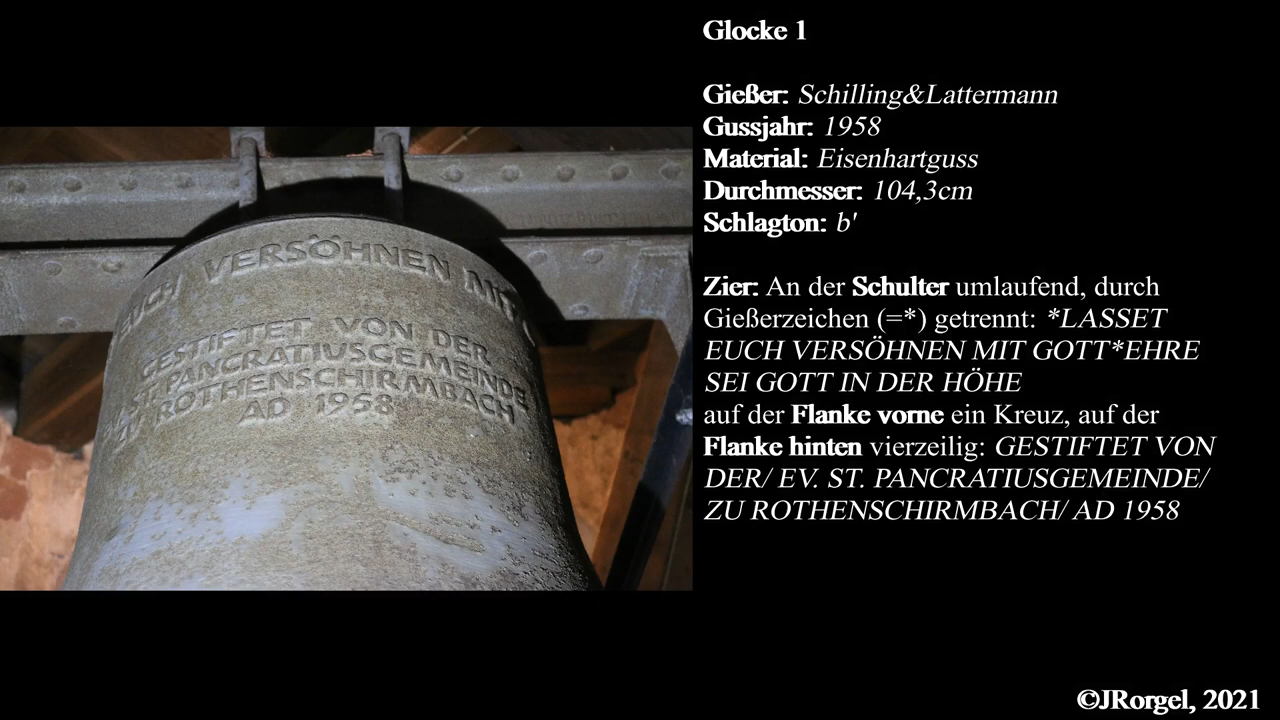 Glocke 1
Gießer: Schilling&Lattermann
Gussjahr: 1958
Material: Eisenhartguss
Durchmesser: 104,3cm
Schlagton: b'
Zier: An der Schulter umlaufend, durch
Gießerzeichen (=*) getrennt: *LASSET
EUCH VERSÖHNEN MIT GOTT*EHRE
SEI GOTT IN DER HÖHE
auf der Flanke vorne ein Kreuz, auf der
Flanke hinten vierzeilig: GESTIFTET VON
DER/ EV. ST. PANCRATIUSGEMEINDE/
ZU ROTHENSCHIRMBACH/ AD 1958
EUCH VERSÖHNEN MIT
GESTIFTET VON DER
ST. PANCRATIUSGEMEINDE
ZU ROTHENSCHIRMBACH
AD 1958
©JRorgel, 2021